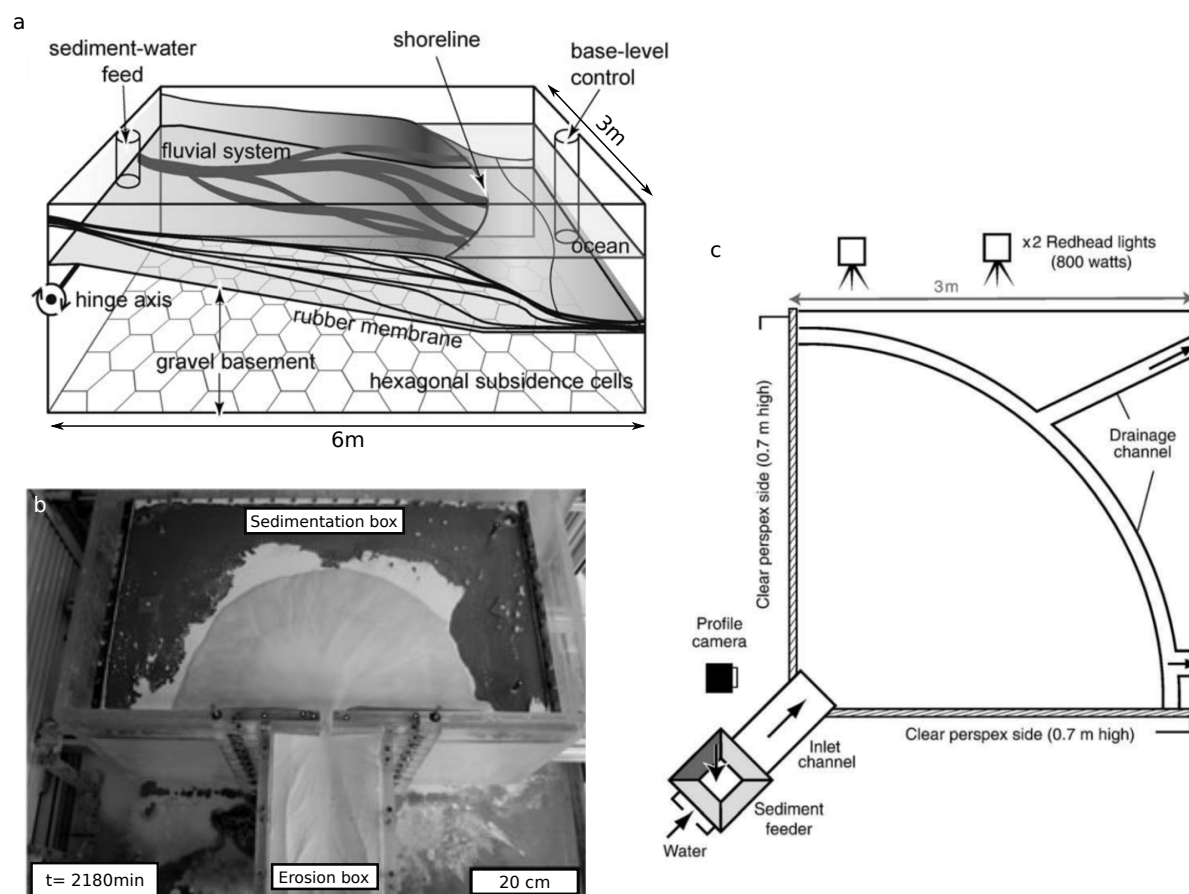 a
sediment-water
feed
shoreline
base-level
control
3m
fluvial system
ocean
hinge axis
rubber membrane
gravel basement
hexagonal subsidence cells
6m
b
Sedimentation box
t= 2180min
Erosion box
20 cm
c
x2 Redhead lights
(800 watts)
3m
Clear perspex side (0.7 m high)
Drainage
channel
Profile
camera
Clear perspex side (0.7 m high)
Inlet
channel
Sediment
feeder
Water